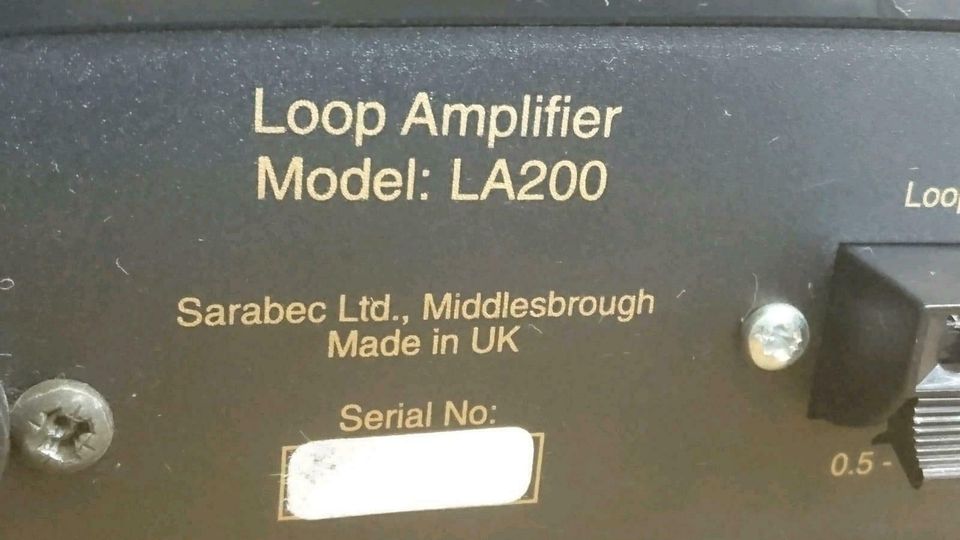 Loop Amplifier
Model: LA200
Loop
Sarabec Ltd., Middlesbrough
Made in UK
Serial No:
0.5 -